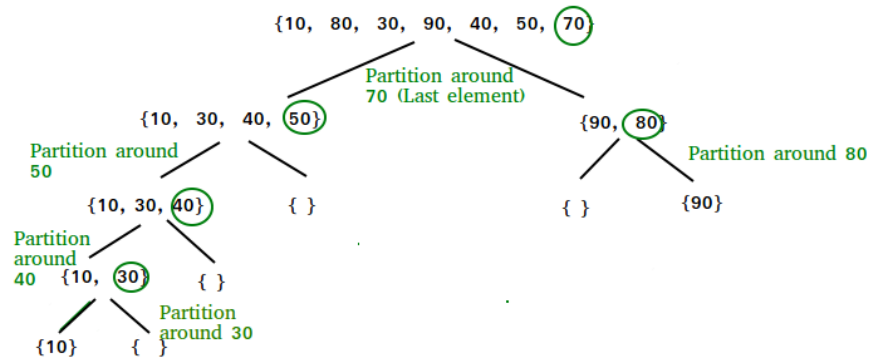 {10, 80, 30, 90, 40, 50, 70}
Partition around
70 (Last element)
{10, 30, 40, 50}
{90, 80}
Partition around
50
Partition around 80
{10, 30, 40}
{ }
{ }
{90}
Partition
around
40
{10, 30}
{ }
Partition
around 30
{10}
{ }